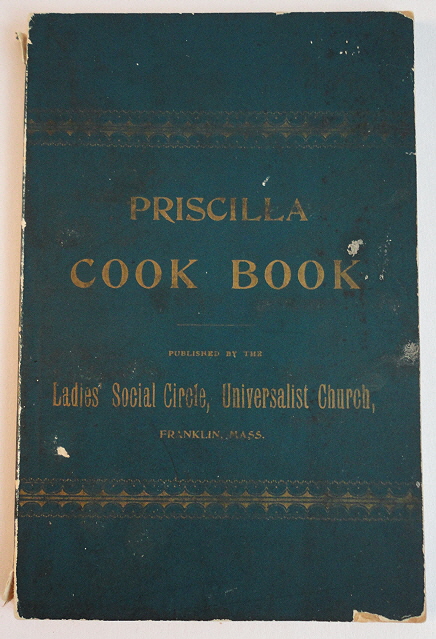 PRISCILLA
COOK BOOK
PUBLISHED BY THE
Ladies' Social Circle, Universalist Church,
FRANKLIN, MASS.